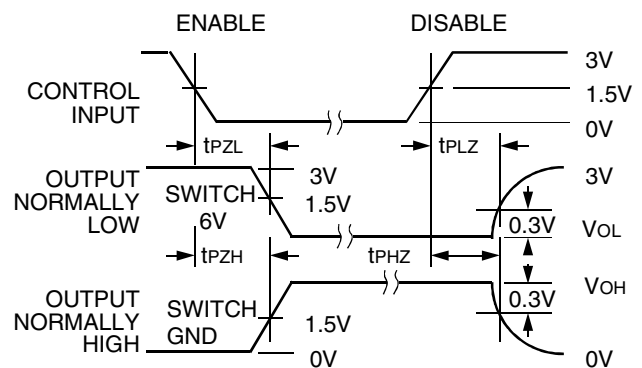 ENABLE DISABLE
3V
CONTROL INPUT
1.5V
0V
tPZL tPLZ
OUTPUT NORMALLY LOW
SWITCH 6V
3V
1.5V
3V
0.3V
VOL
tPZH tPHZ
OUTPUT NORMALLY HIGH
SWITCH GND
1.5V
0V
0.3V
VOH
0V